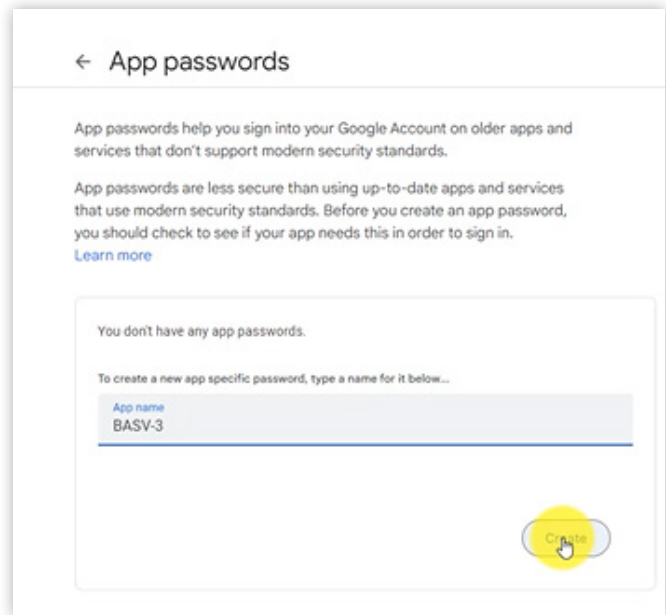 ← App passwords
App passwords help you sign into your Google Account on older apps and
services that don't support modern security standards.
App passwords are less secure than using up-to-date apps and services
that use modern security standards. Before you create an app password,
you should check to see if your app needs this in order to sign in.
Learn more
You don't have any app passwords.
To create a new app specific password, type a name for it below...
App name
BASV-3
Create